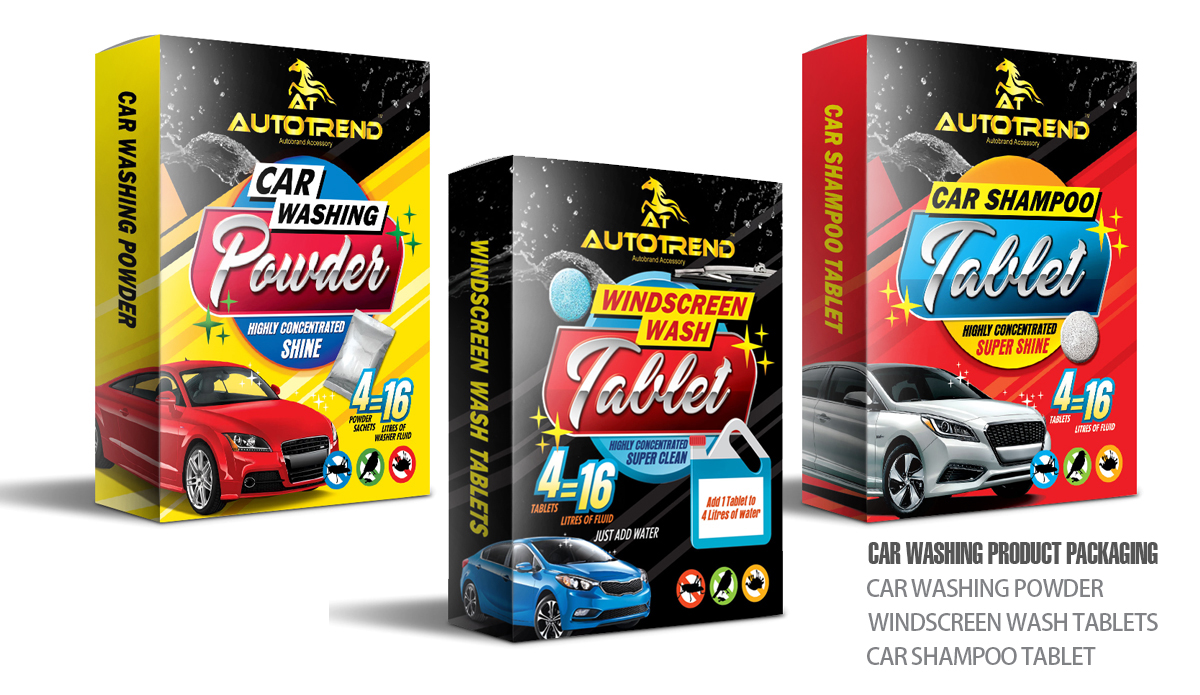 CAR WASHING POWDER
AT
AUTOTREND
TM
Autobrand Accessory
CAR
WASHING
Powder
HIGHLY CONCENTRATED
SHINE
4=16
POWDER
SACHETS
LITRES OF
WASHER FLUID
WINDSCREEN WASH TABLETS
AT
AUTOTREND
TM
Autobrand Accessory
WINDSCREEN
WASH
Tablet
HIGHLY CONCENTRATED
SUPER CLEAN
4=16
TABLETS
LITRES OF FLUID
JUST ADD WATER
Add 1 Tablet to
4 Litres of water
CAR SHAMPOO TABLET
AT
AUTOTREND
TM
Autobrand Accessory
CAR SHAMPOO
Tablet
HIGHLY CONCENTRATED
SUPER SHINE
4=16
TABLETS
LITRES OF FLUID
CAR WASHING PRODUCT PACKAGING
CAR WASHING POWDER
WINDSCREEN WASH TABLETS
CAR SHAMPOO TABLET